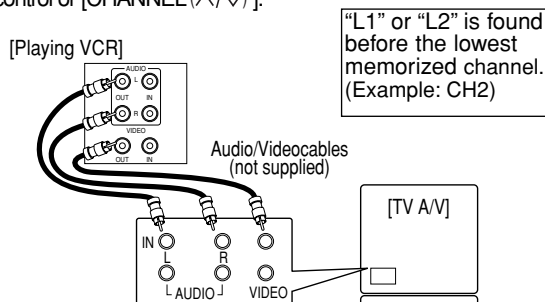 control or [CHANNEL(∧/∨)].
“L1” or “L2” is found
before the lowest
memorized channel.
(Example: CH2)
[Playing VCR]
AUDIO
L
OUT IN
R
VIDEO
OUT IN
Audio/Videocables
(not supplied)
[TV A/V]
IN
L R
AUDIO VIDEO